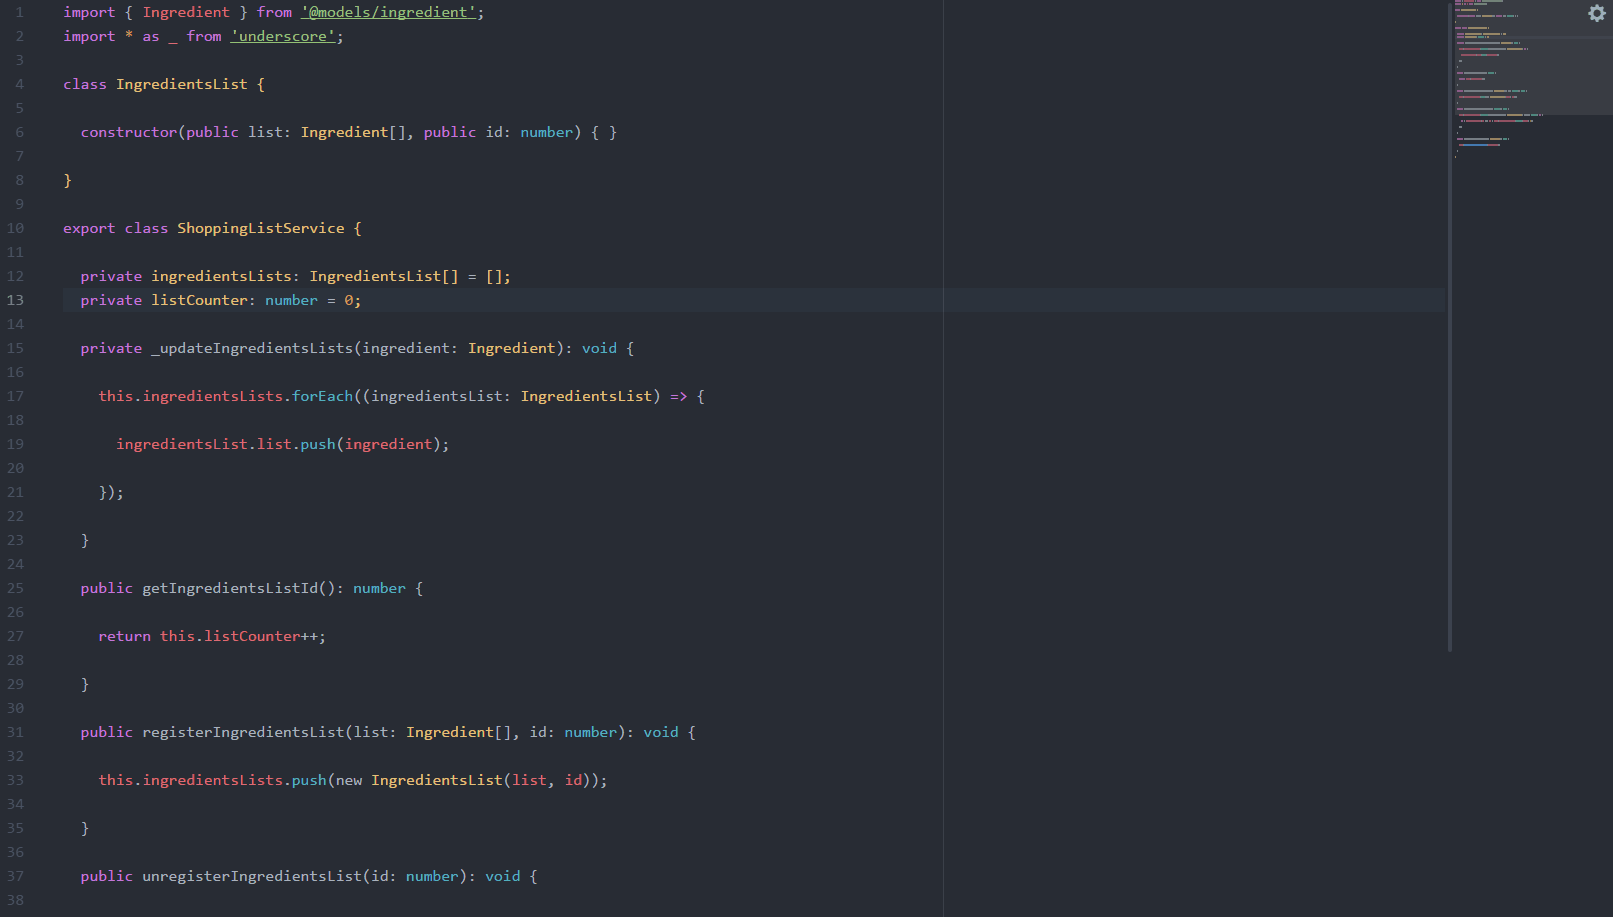 1 import { Ingredient } from '@models/ingredient';
2 import * as _ from 'underscore';
3
4 class IngredientsList {
5
6 constructor(public list: Ingredient[], public id: number) { }
7
8 }
9
10 export class ShoppingListService {
11
12 private ingredientsLists: IngredientsList[] = [];
13 private listCounter: number = 0;
14
15 private _updateIngredientsLists(ingredient: Ingredient): void {
16
17 this.ingredientsLists.forEach((ingredientsList: IngredientsList) => {
18
19 ingredientsList.list.push(ingredient);
20
21 });
22
23 }
24
25 public getIngredientsListId(): number {
26
27 return this.listCounter++;
28
29 }
30
31 public registerIngredientsList(list: Ingredient[], id: number): void {
32
33 this.ingredientsLists.push(new IngredientsList(list, id));
34
35 }
36
37 public unregisterIngredientsList(id: number): void {
38